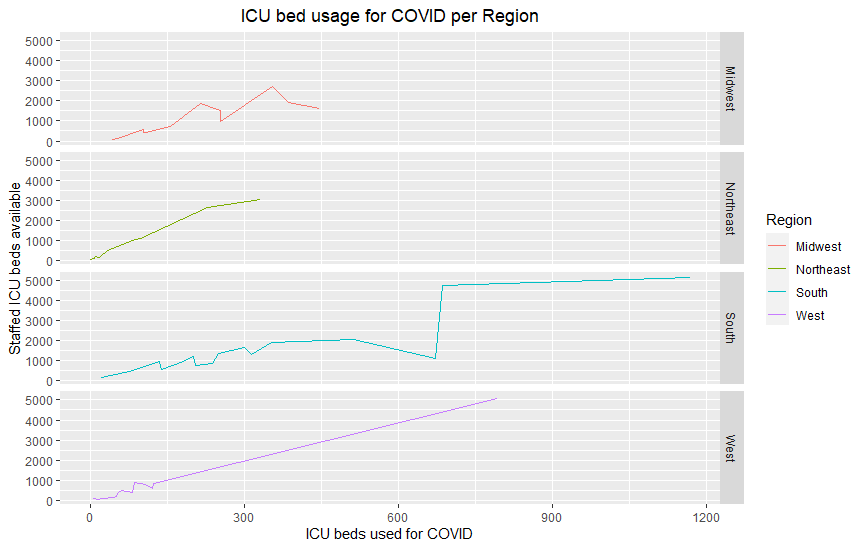 ICU bed usage for COVID per Region
Staffed ICU beds available
5000
4000
3000
2000
1000
0
Midwest
5000
4000
3000
2000
1000
0
Northeast
5000
4000
3000
2000
1000
0
South
5000
4000
3000
2000
1000
0
West
0 300 600 900 1200
ICU beds used for COVID
Region
Midwest
Northeast
South
West